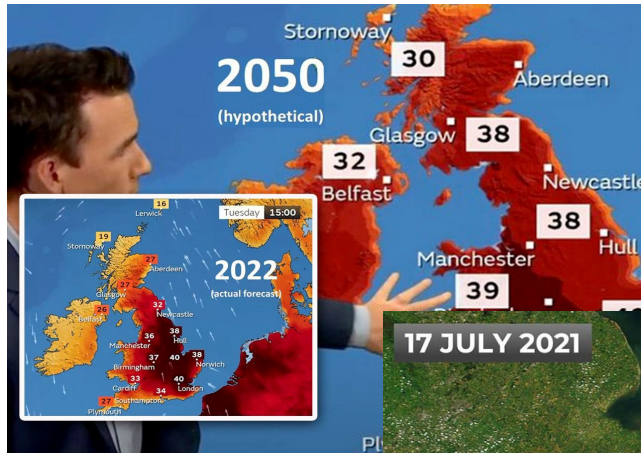 Stornoway
2050
(hypothetical)
30
Aberdeen
Glasgow
38
32
Belfast
Newcastle
38
Hull
Manchester
39
16
Lerwick
Tuesday 15:00
19
Stornoway
2022
(actual forecast)
27
Aberdeen
27
Glasgow
26
Belfast
32
Newcastle
36
Manchester
38
Hull
37
Birmingham
40
38
Norwich
33
Cardiff
40
London
34
Southampton
27
Plymouth
17 JULY 2021